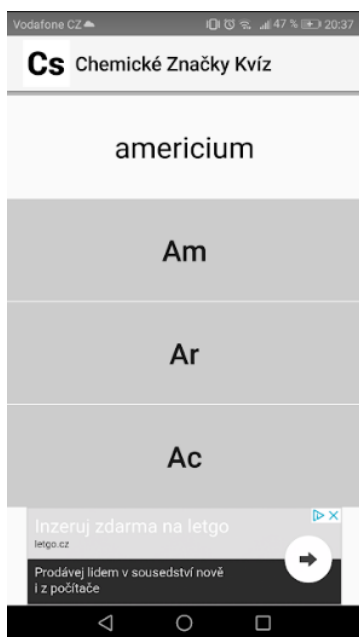 Vodafone CZ 47 % 20:37
Cs Chemické Značky Kvíz
americium
Am
Ar
Ac
Inzeruj zdarma na letgo
letgo.cz
Prodávej lidem v sousedství nově
i z počítače